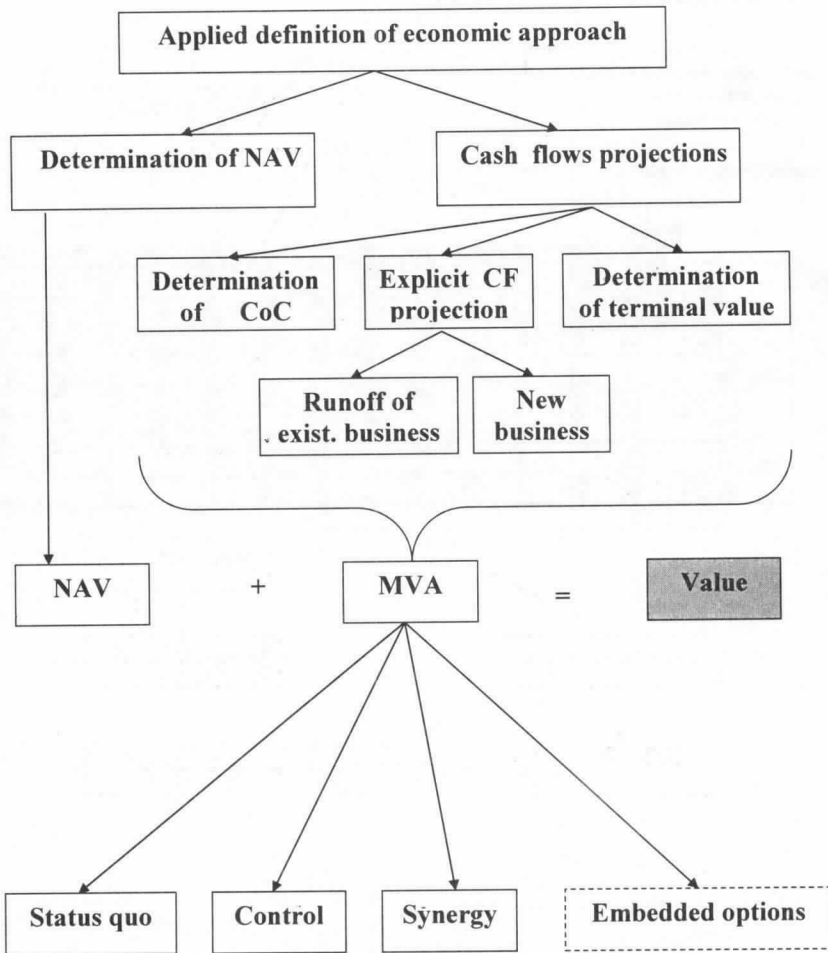 Applied definition of economic approach
Determination of NAV
Cash flows projections
Determination
of CoC
Explicit CF
projection
Determination
of terminal value
Runoff of
exist. business
New
business
NAV
+
MVA
=
Value
Status quo
Control
Synergy
Embedded options